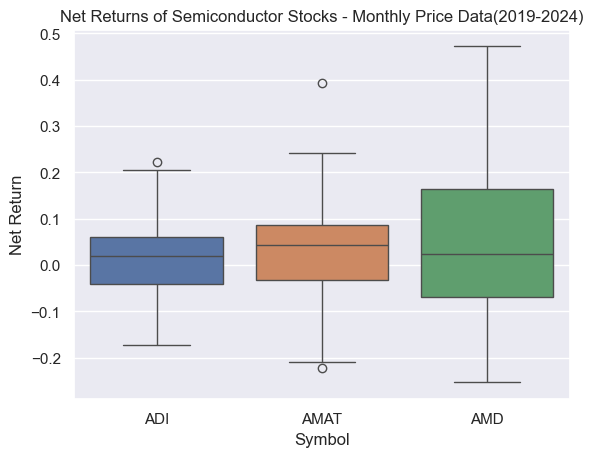 Net Returns of Semiconductor Stocks - Monthly Price Data(2019-2024)
0.5
0.4
0.3
0.2
0.1
0.0
−0.1
−0.2
Net Return
ADI AMAT AMD
Symbol